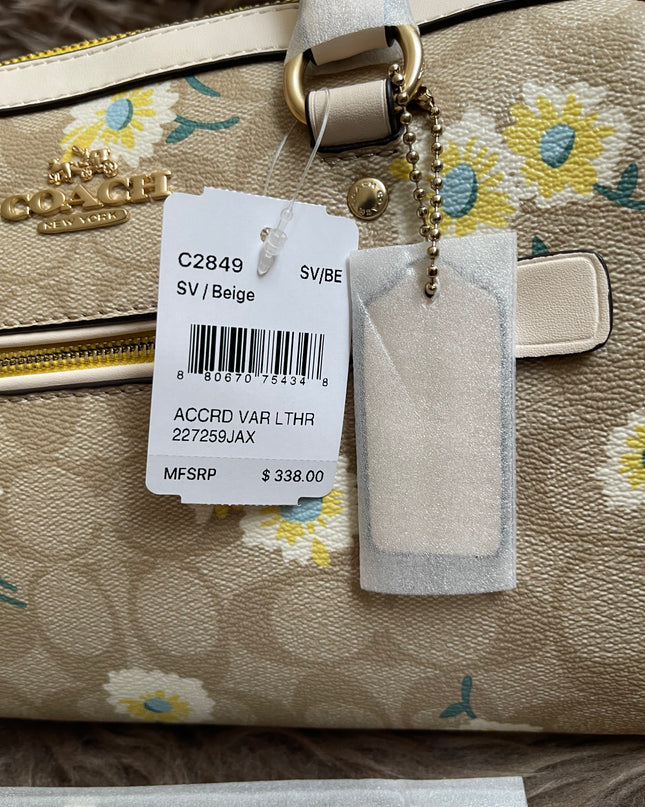 COACH
NEW YORK
C2849
SV/BE
SV / Beige
8 80670 75434 8
ACCRD VAR LTHR
227259JAX
MFSRP $ 338.00